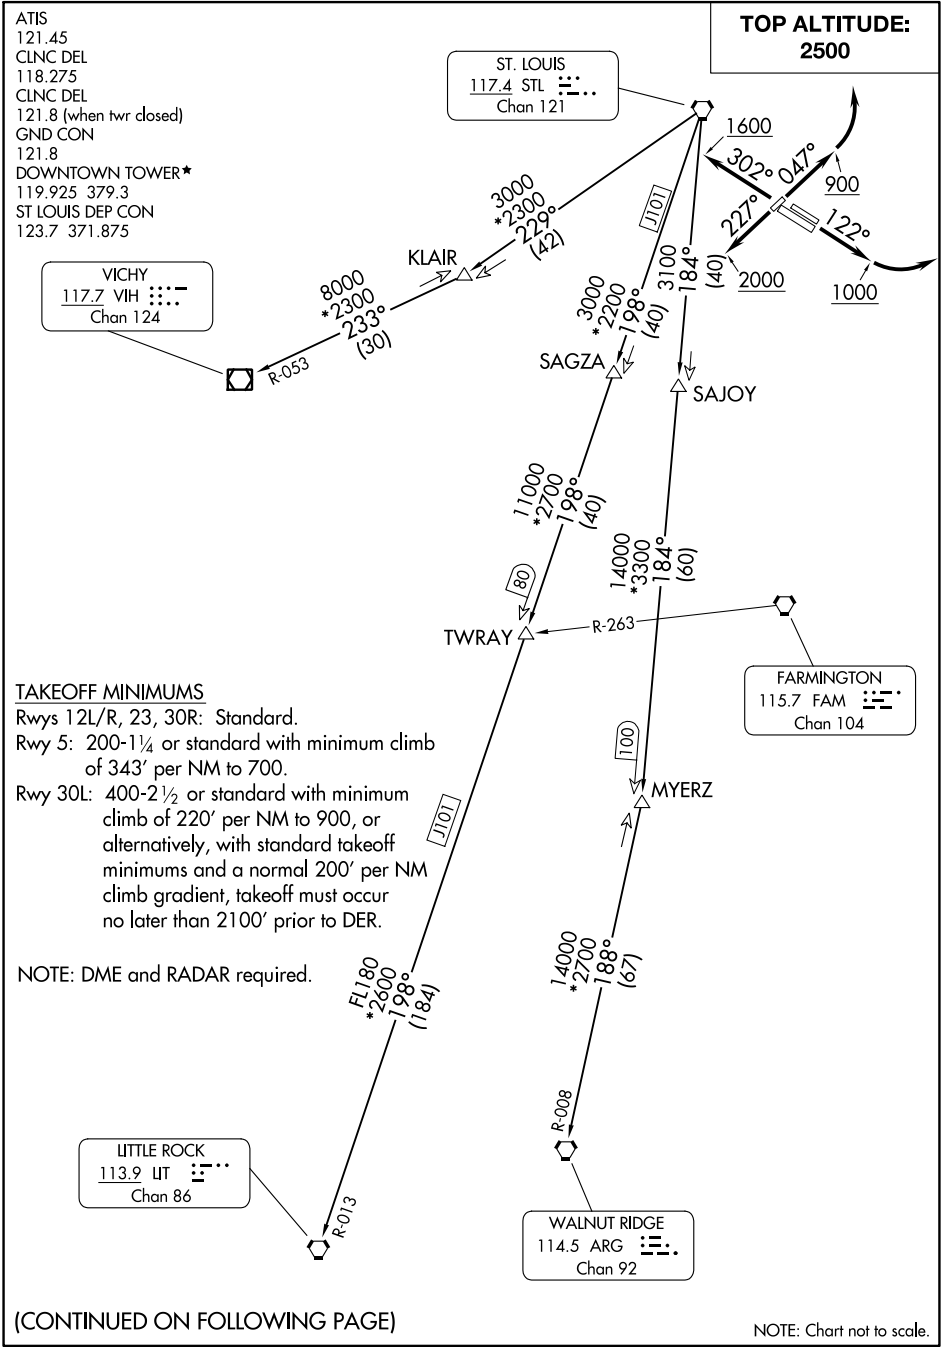 ATIS
121.45
CLNC DEL
118.275
CLNC DEL
121.8 (when twr closed)
GND CON
121.8
DOWNTOWN TOWER★
119.925 379.3
ST LOUIS DEP CON
123.7 371.875
TOP ALTITUDE:
2500
ST. LOUIS
117.4 STL
Chan 121
1600
302°
047°
900
227°
122°
2000
1000
3000
*2300
229°
(42)
J101
3100
184°
(40)
KLAIR
VICHY
117.7 VIH
Chan 124
8000
*2300
233°
(30)
R-053
3000
*2200
198°
(40)
SAGZA
SAJOY
11000
*2700
198°
(40)
14000
*3300
184°
(60)
80
TWRAY
R-263
FARMINGTON
115.7 FAM
Chan 104
TAKEOFF MINIMUMS
Rwys 12L/R, 23, 30R: Standard.
Rwy 5: 200-1¼ or standard with minimum climb
of 343' per NM to 700.
Rwy 30L: 400-2½ or standard with minimum
climb of 220' per NM to 900, or
alternatively, with standard takeoff
minimums and a normal 200' per NM
climb gradient, takeoff must occur
no later than 2100' prior to DER.
100
MYERZ
J101
NOTE: DME and RADAR required.
FL180
*2600
198°
(184)
14000
*2700
188°
(67)
R-008
LITTLE ROCK
113.9 LIT
Chan 86
R-013
WALNUT RIDGE
114.5 ARG
Chan 92
(CONTINUED ON FOLLOWING PAGE)
NOTE: Chart not to scale.